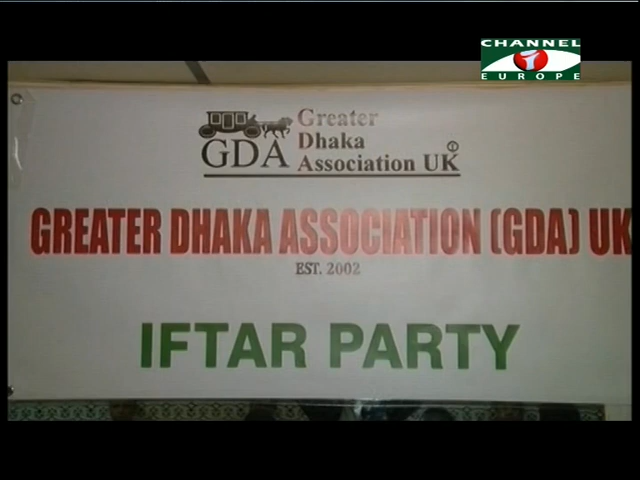 CHANNEL
i
EUROPE
GDA
Greater
Dhaka
Association UK
GREATER DHAKA ASSOCIATION (GDA) UK
EST. 2002
IFTAR PARTY